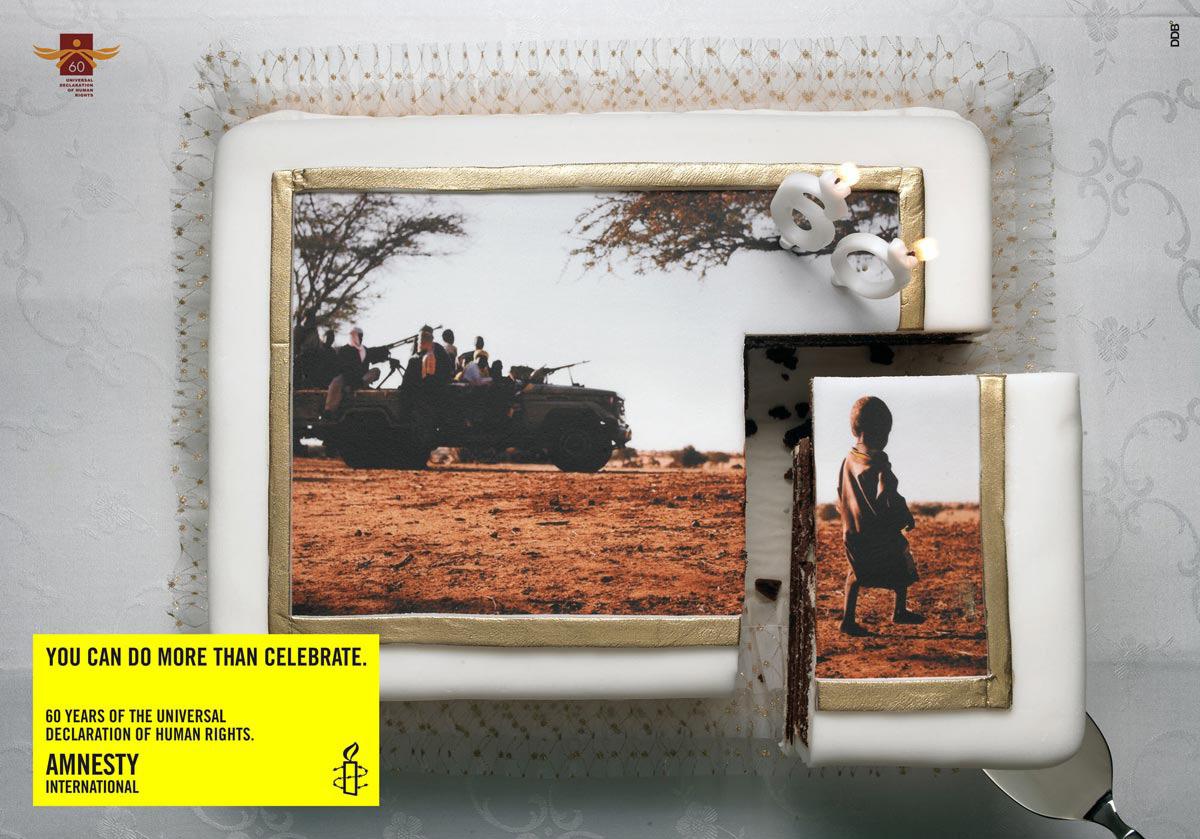 60
UNIVERSAL
DECLARATION
OF HUMAN
RIGHTS
DDB°
60
YOU CAN DO MORE THAN CELEBRATE.
60 YEARS OF THE UNIVERSAL
DECLARATION OF HUMAN RIGHTS.
AMNESTY
INTERNATIONAL